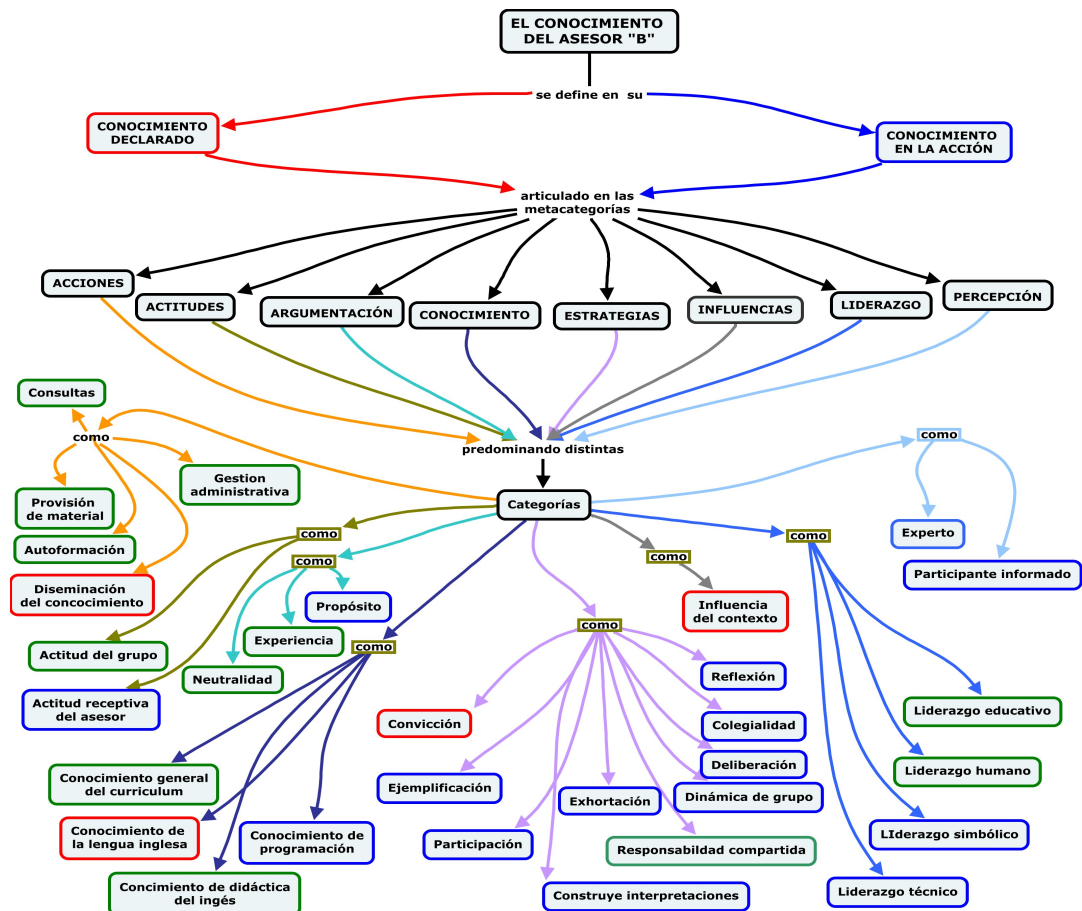 EL CONOCIMIENTO
DEL ASESOR "B"
se define en su
CONOCIMIENTO
DECLARADO
CONOCIMIENTO
EN LA ACCIÓN
articulado en las
metacategorías
ACCIONES
ACTITUDES
ARGUMENTACIÓN
CONOCIMIENTO
ESTRATEGIAS
INFLUENCIAS
LIDERAZGO
PERCEPCIÓN
Consultas
como
predominando distintas
como
Gestion
administrativa
Provisión
de material
Categorías
Autoformación
como
como
Experto
Diseminación
del concocimiento
como
como
Participante informado
Propósito
Influencia
del contexto
Experiencia
como
Actitud del grupo
como
Neutralidad
Reflexión
Actitud receptiva
del asesor
Convicción
Colegialidad
Liderazgo educativo
Conocimiento general
del curriculum
Ejemplificación
Deliberación
Liderazgo humano
Exhortación
Dinámica de grupo
Conocimiento de
la lengua inglesa
Conocimiento de
programación
Participación
Responsabildad compartida
LIderazgo simbólico
Concimiento de didáctica
del ingés
Construye interpretaciones
Liderazgo técnico